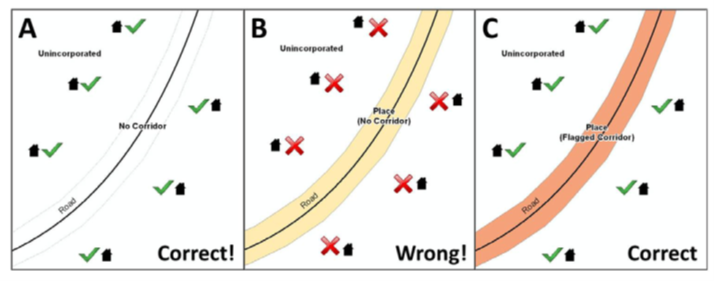 A
Unincorporated
No Corridor
Road
Correct!
B
Unincorporated
Place
(No Corridor)
Road
Wrong!
C
Unincorporated
Place
(Flagged Corridor)
Road
Correct